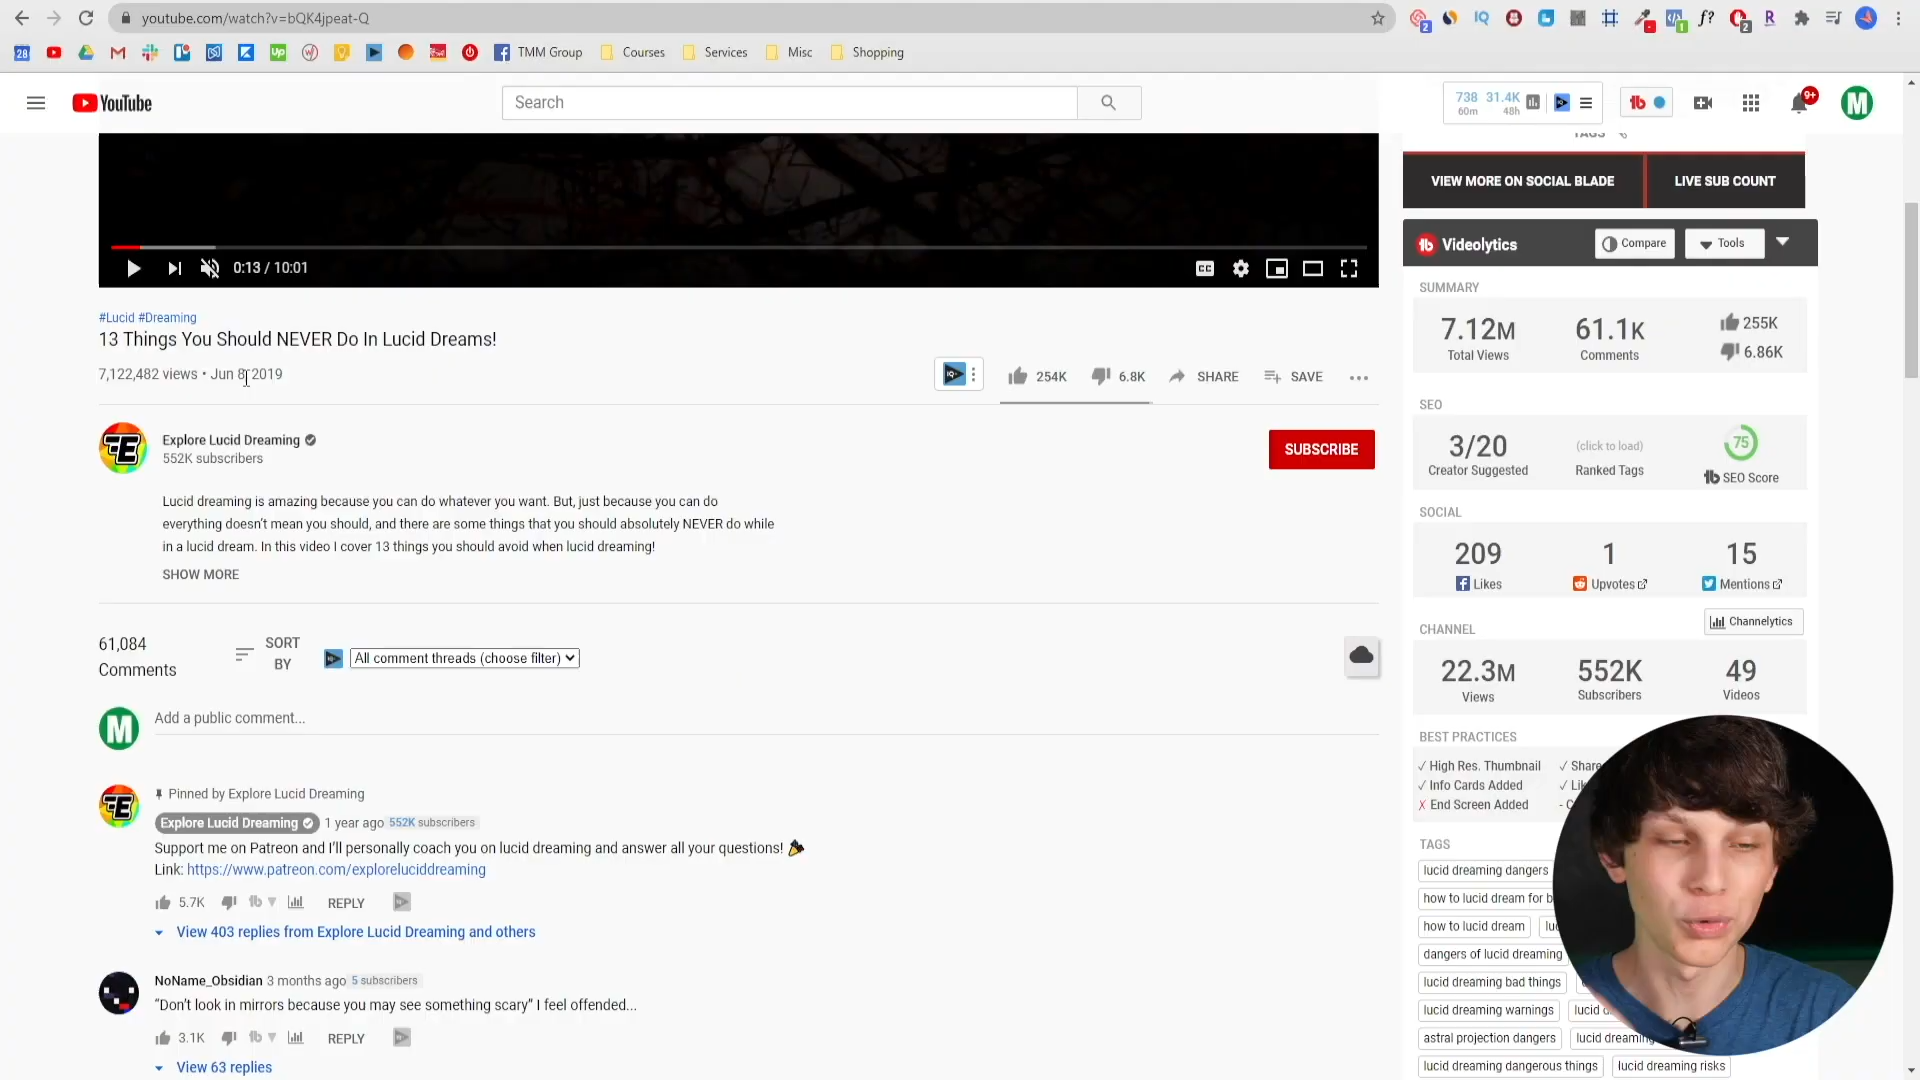 youtube.com/watch?v=bQK4jpeat-Q
TMM Group
Courses
Services
Misc
Shopping
YouTube
Search
738 31.4K
60m 48h
9+
M
TAGS
VIEW MORE ON SOCIAL BLADE
LIVE SUB COUNT
0:13 / 10:01
CC
#Lucid #Dreaming
13 Things You Should NEVER Do In Lucid Dreams!
7,122,482 views • Jun 8, 2019
254K
6.8K
SHARE
SAVE
Explore Lucid Dreaming
552K subscribers
SUBSCRIBE
Lucid dreaming is amazing because you can do whatever you want. But, just because you can do
everything doesn't mean you should, and there are some things that you should absolutely NEVER do while
in a lucid dream. In this video I cover 13 things you should avoid when lucid dreaming!
SHOW MORE
61,084
Comments
SORT
BY
All comment threads (choose filter)
M
Add a public comment...
Pinned by Explore Lucid Dreaming
Explore Lucid Dreaming 1 year ago 552K subscribers
Support me on Patreon and I'll personally coach you on lucid dreaming and answer all your questions!
Link: https://www.patreon.com/exploreluciddreaming
5.7K
REPLY
View 403 replies from Explore Lucid Dreaming and others
NoName_Obsidian 3 months ago 5 subscribers
“Don't look in mirrors because you may see something scary” I feel offended...
3.1K
REPLY
View 63 replies
Videolytics
Compare
Tools
SUMMARY
7.12M
Total Views
61.1K
Comments
255K
6.86K
SEO
3/20
Creator Suggested
(click to load)
Ranked Tags
75
SEO Score
SOCIAL
209
Likes
1
Upvotes
15
Mentions
CHANNEL
Channelytics
22.3M
Views
552K
Subscribers
49
Videos
BEST PRACTICES
High Res. Thumbnail
Info Cards Added
End Screen Added
TAGS
lucid dreaming dangers
how to lucid dream for b
how to lucid dream
dangers of lucid dreaming
lucid dreaming bad things
lucid dreaming warnings
astral projection dangers
lucid dreaming
lucid dreaming dangerous things
lucid dreaming risks